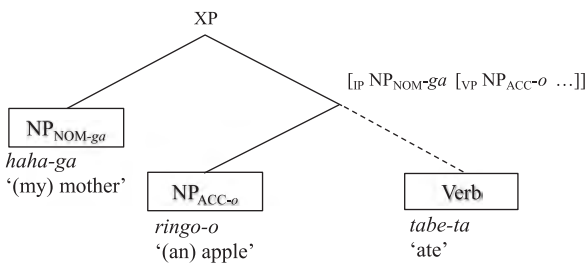 XP
[IP NPNOM-ga [VP NPACC-o …]]
NPNOM-ga
haha-ga
‘(my) mother’
NPACC-o
ringo-o
‘(an) apple’
Verb
tabe-ta
‘ate’